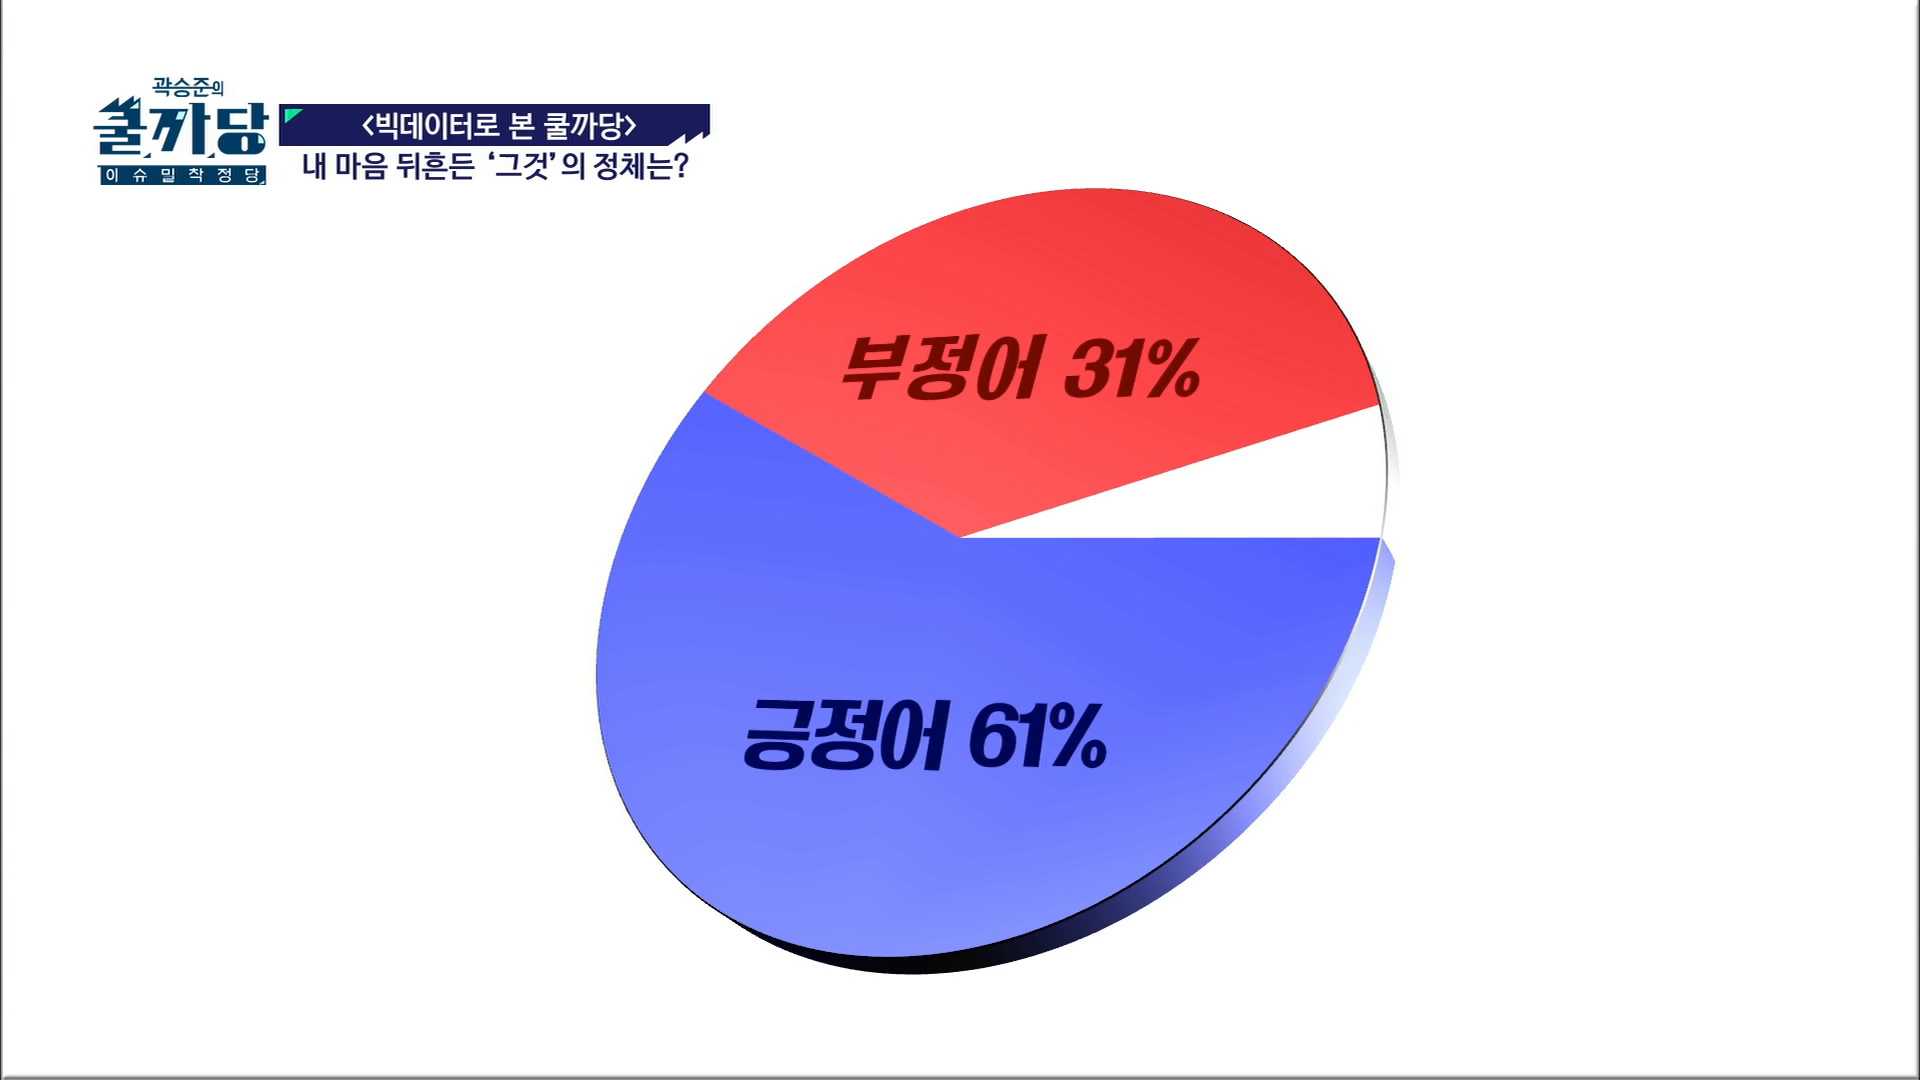 곽승준의
쿨까당
이슈밀착정당
<빅데이터로 본 쿨까당>
내 마음 뒤흔든 ‘그것’의 정체는?
부정어 31%
긍정어 61%